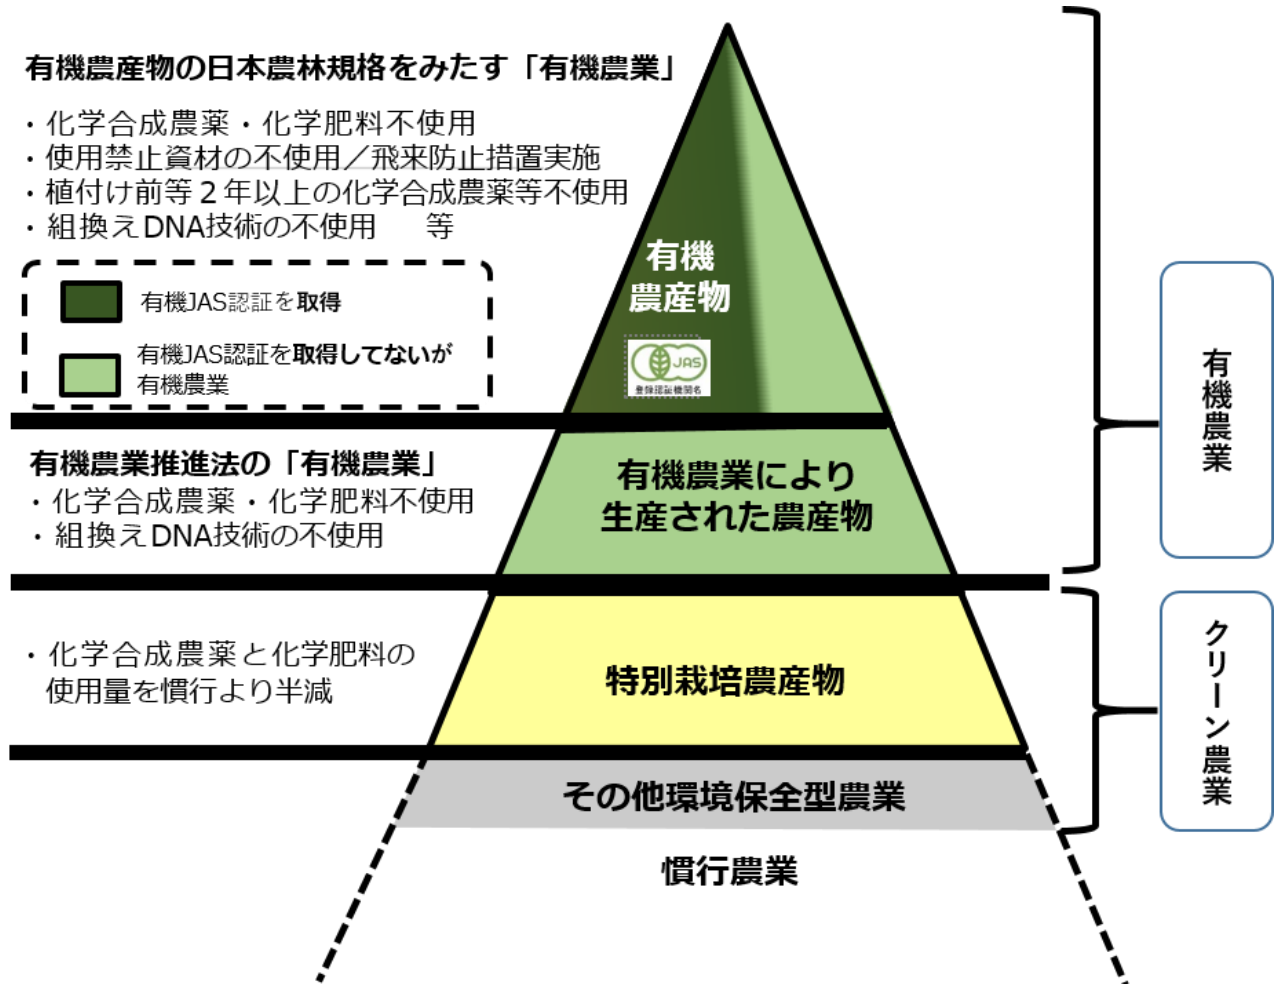 有機農産物の日本農林規格をみたす「有機農業」
・化学合成農薬・化学肥料不使用
・使用禁止資材の不使用／飛来防止措置実施
・植付け前等２年以上の化学合成農薬等不使用
・組換えDNA技術の不使用　等
有機JAS認証を取得
有機JAS認証を取得してないが
有機農業
有機
農産物
JAS
登録認証機関名
有機農業推進法の「有機農業」
・化学合成農薬・化学肥料不使用
・組換えDNA技術の不使用
有機農業により
生産された農産物
有機農業
・化学合成農薬と化学肥料の
使用量を慣行より半減
特別栽培農産物
その他環境保全型農業
クリーン農業
慣行農業